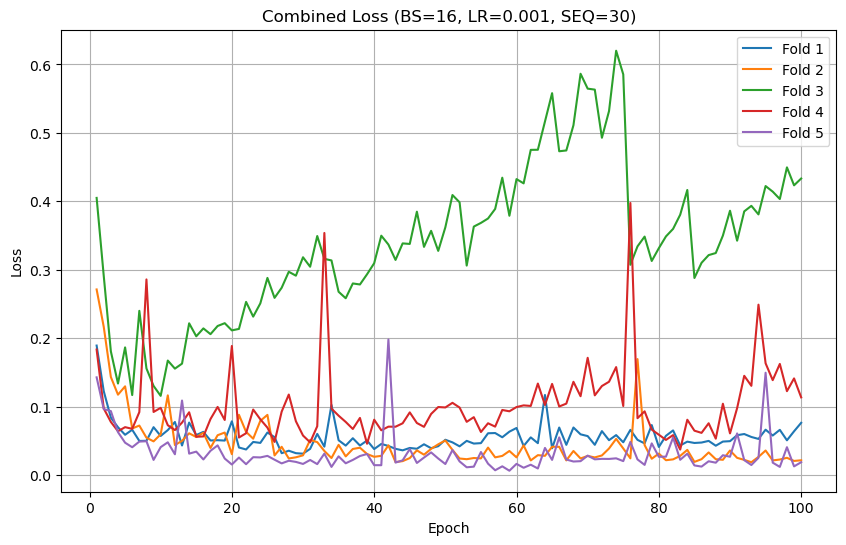 Combined Loss (BS=16, LR=0.001, SEQ=30)
Fold 1
Fold 2
Fold 3
Fold 4
Fold 5
0.6
0.5
0.4
0.3
0.2
0.1
0.0
Loss
0 20 40 60 80 100
Epoch